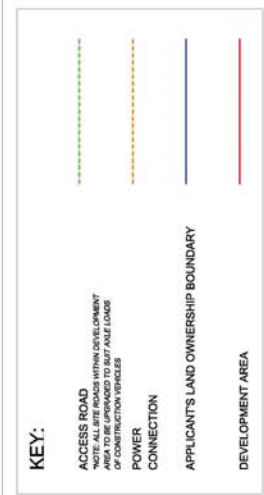 KEY:
ACCESS ROAD
*NOTE: ALL SITE ROADS WITHIN DEVELOPMENT
AREA TO BE UPGRADED TO SUIT AXLE LOADS
OF CONSTRUCTION VEHICLES
POWER
CONNECTION
APPLICANT'S LAND OWNERSHIP BOUNDARY
DEVELOPMENT AREA